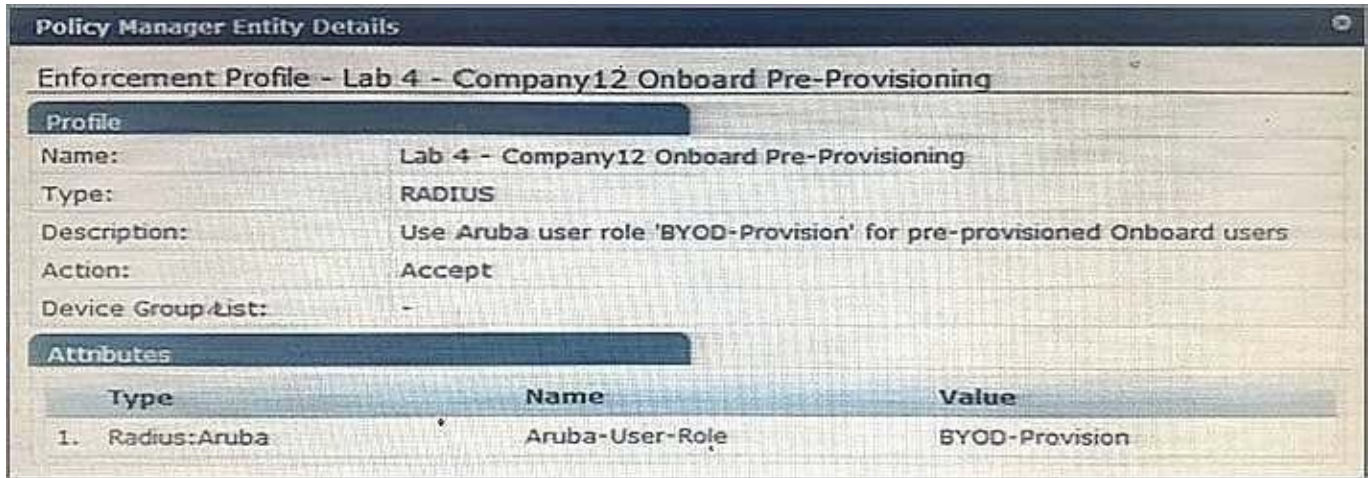 Policy Manager Entity Details
Enforcement Profile - Lab 4 - Company12 Onboard Pre-Provisioning
Profile
Name: Lab 4 - Company12 Onboard Pre-Provisioning
Type: RADIUS
Description: Use Aruba user role 'BYOD-Provision' for pre-provisioned Onboard users
Action: Accept
Device Group List: -
Attributes
Type Name Value
1. Radius:Aruba Aruba-User-Role BYOD-Provision